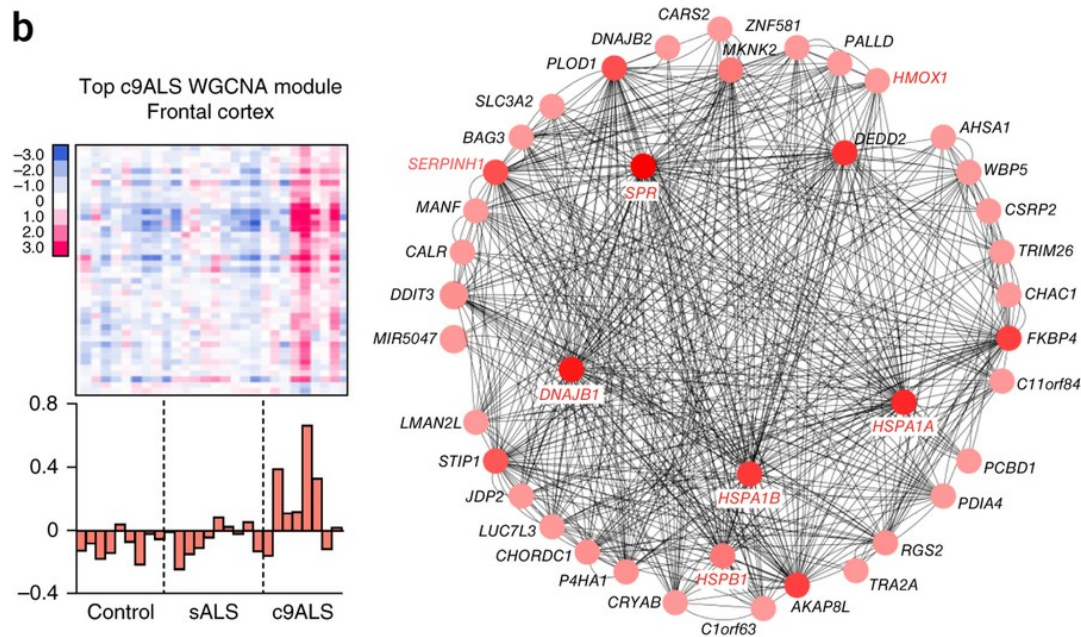 b
Top c9ALS WGCNA module
Frontal cortex
−3.0
−2.0
−1.0
0
1.0
2.0
3.0
0.8
0.4
0
−0.4
Control
sALS
c9ALS
CARS2
ZNF581
DNAJB2
MKNK2
PALLD
PLOD1
HMOX1
SLC3A2
BAG3
DEDD2
AHSA1
SERPINH1
SPR
WBP5
MANF
CSRP2
CALR
TRIM26
DDIT3
CHAC1
MIR5047
FKBP4
DNAJB1
C11orf84
LMAN2L
HSPA1A
STIP1
PCBD1
HSPA1B
JDP2
PDIA4
LUC7L3
CHORDC1
RGS2
P4HA1
HSPB1
TRA2A
CRYAB
AKAP8L
C1orf63